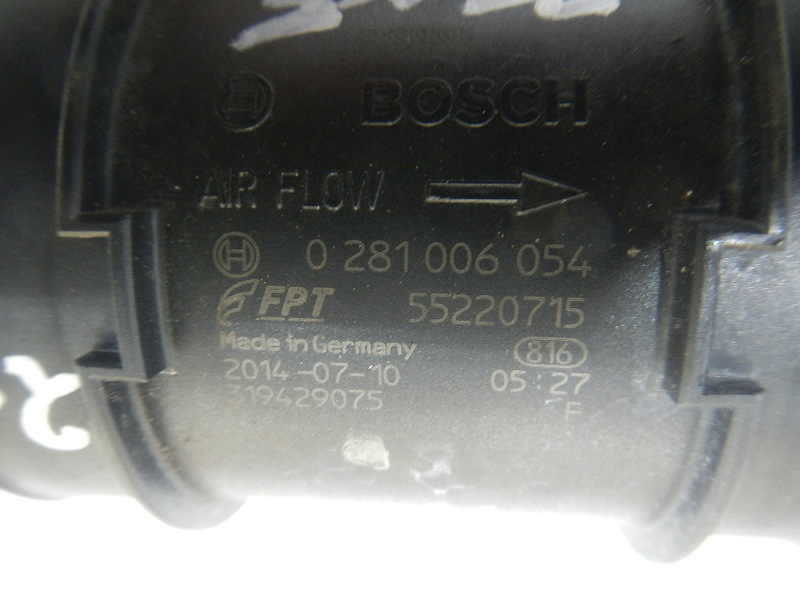 BOSCH
AIR FLOW
0 281 006 054
FPT 55220715
Made in Germany 816
2014-07-10 05:27
319429075 F